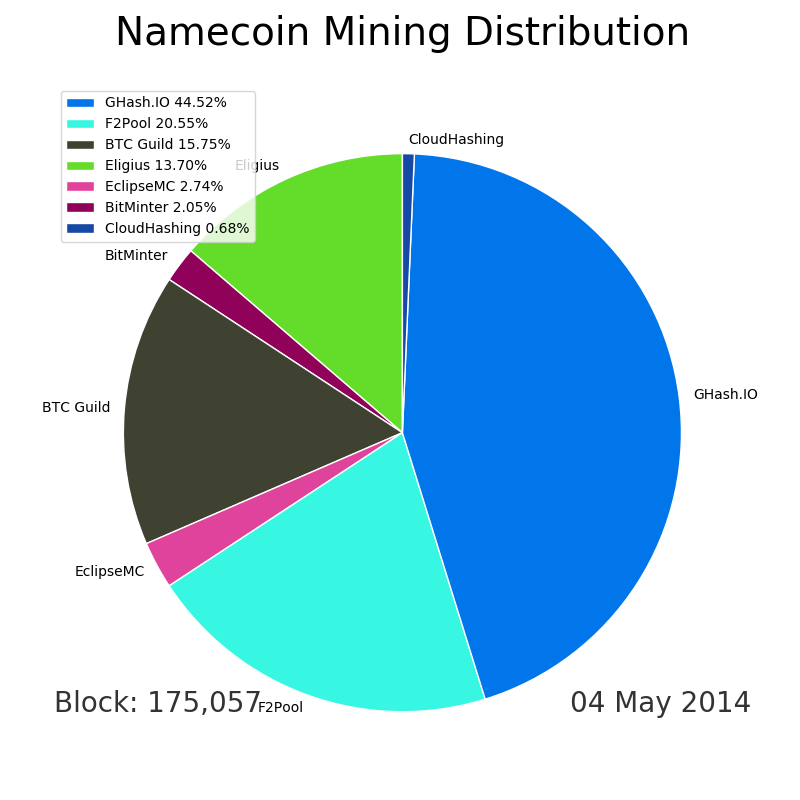 Namecoin Mining Distribution
GHash.IO 44.52%
F2Pool 20.55%
BTC Guild 15.75%
Eligius 13.70%
EclipseMC 2.74%
BitMinter 2.05%
CloudHashing 0.68%
CloudHashing
Eligius
BitMinter
GHash.IO
BTC Guild
EclipseMC
F2Pool
Block: 175,057
04 May 2014